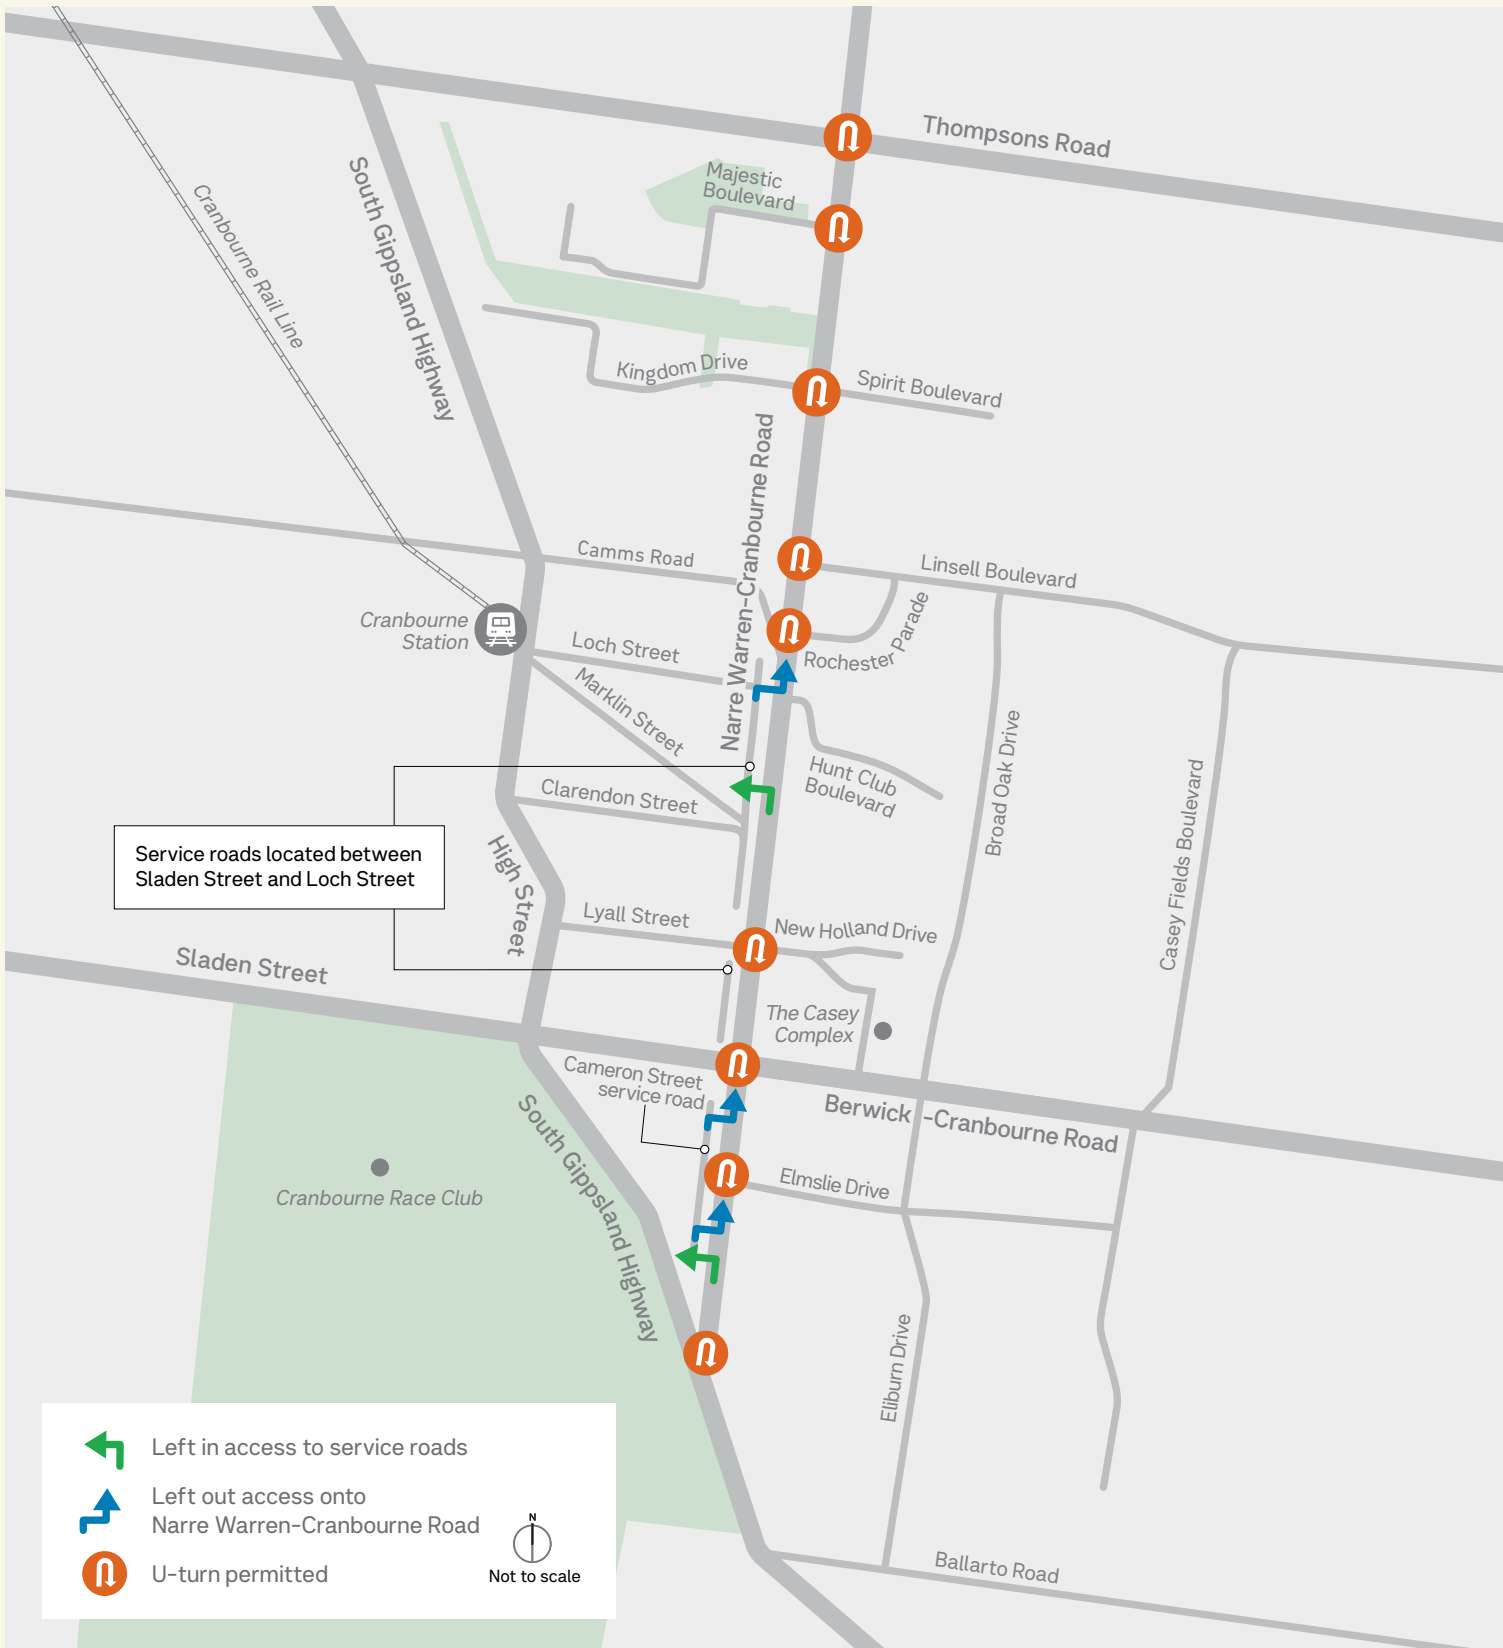 Thompsons Road
Majestic
Boulevard
South Gippsland Highway
Cranbourne Rail Line
Kingdom Drive
Spirit Boulevard
Narre Warren-Cranbourne Road
Camms Road
Linsell Boulevard
Cranbourne
Station
Loch Street
Rochester Parade
Marklin Street
Hunt Club
Boulevard
Broad Oak Drive
Casey Fields Boulevard
Clarendon Street
High Street
Service roads located between
Sladen Street and Loch Street
Lyall Street
New Holland Drive
Sladen Street
The Casey
Complex
Cameron Street
service road
Berwick-Cranbourne Road
South Gippsland Highway
Elmslie Drive
Cranbourne Race Club
Eliburn Drive
Left in access to service roads
Left out access onto
Narre Warren-Cranbourne Road
N
Not to scale
U-turn permitted
Ballarto Road